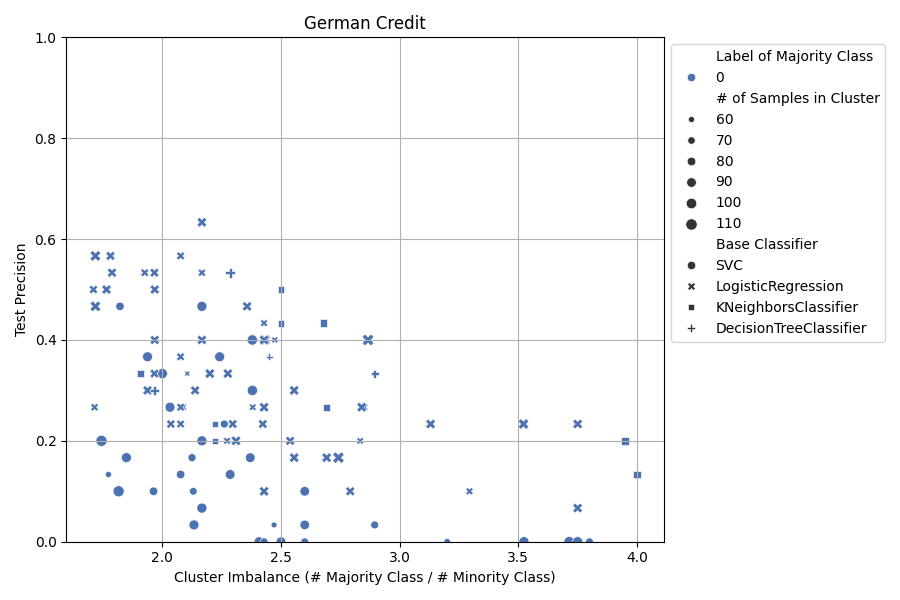 German Credit
Test Precision
1.0
0.8
0.6
0.4
0.2
0.0
2.0
2.5
3.0
3.5
4.0
Cluster Imbalance (# Majority Class / # Minority Class)
Label of Majority Class
0
# of Samples in Cluster
60
70
80
90
100
110
Base Classifier
SVC
LogisticRegression
KNeighborsClassifier
DecisionTreeClassifier